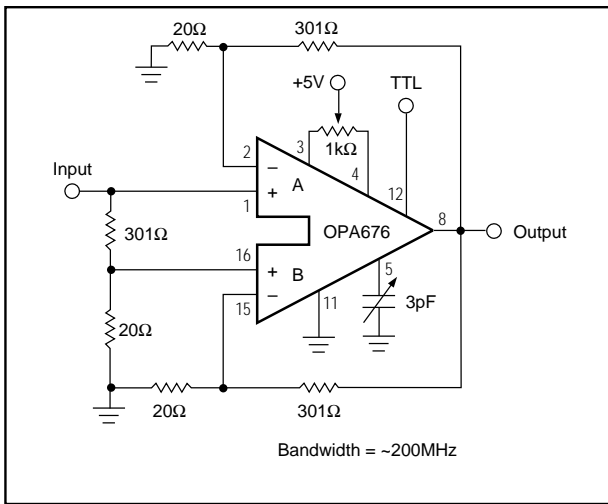 20Ω
301Ω
+5V
TTL
2
3
1kΩ
4
12
Input
−
A
+
1
8
OPA676
Output
301Ω
16
+
B
5
−
15
11
3pF
20Ω
20Ω
301Ω
Bandwidth = ~200MHz